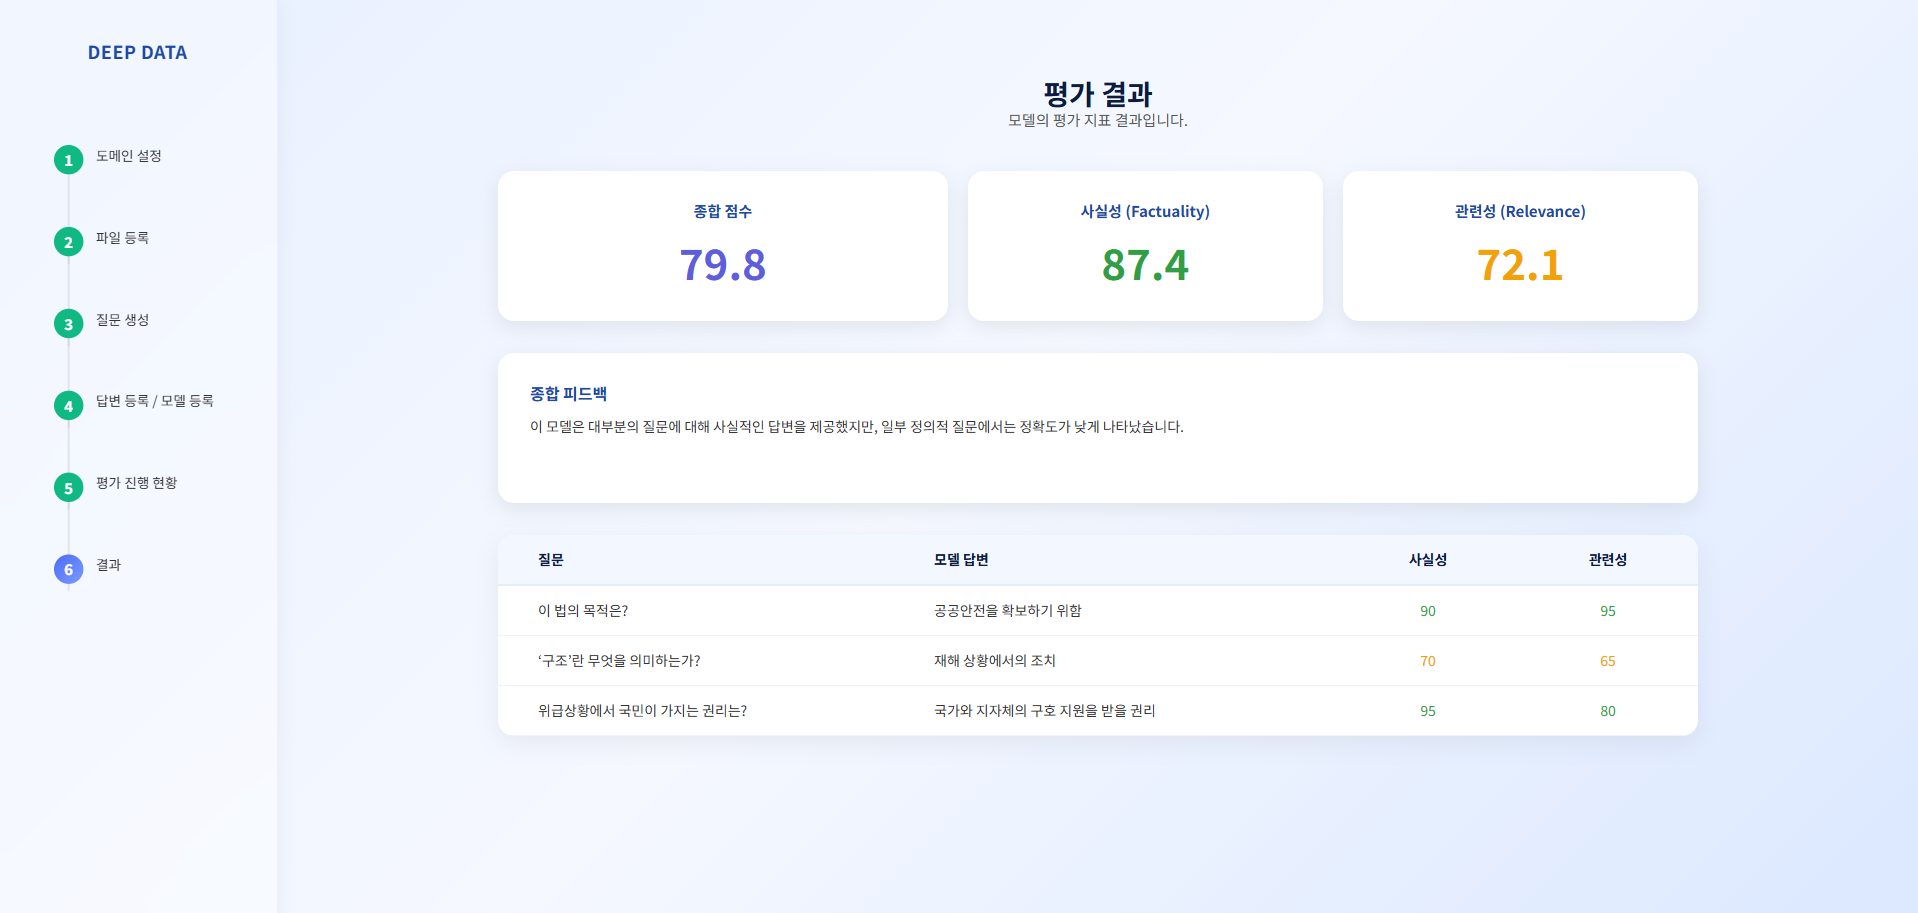 DEEP DATA
1 도메인 설정
2 파일 등록
3 질문 생성
4 답변 등록 / 모델 등록
5 평가 진행 현황
6 결과
평가 결과
모델의 평가 지표 결과입니다.
종합 점수
79.8
사실성 (Factuality)
87.4
관련성 (Relevance)
72.1
종합 피드백
이 모델은 대부분의 질문에 대해 사실적인 답변을 제공했지만, 일부 정의적 질문에서는 정확도가 낮게 나타났습니다.
질문 모델 답변 사실성 관련성
이 법의 목적은? 공공안전을 확보하기 위함 90 95
‘구조’란 무엇을 의미하는가? 재해 상황에서의 조치 70 65
위급상황에서 국민이 가지는 권리는? 국가와 지자체의 구호 지원을 받을 권리 95 80